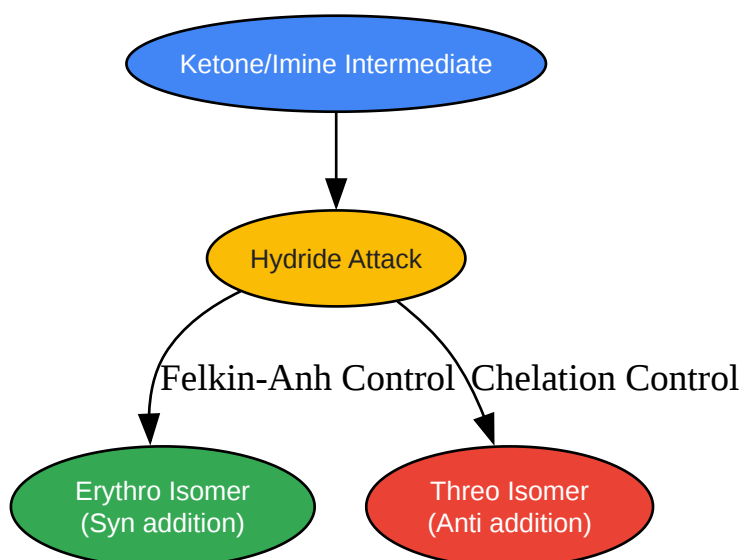 Ketone/Imine Intermediate
Hydride Attack
Felkin-Anh Control
Chelation Control
Erythro Isomer
(Syn addition)
Threo Isomer
(Anti addition)